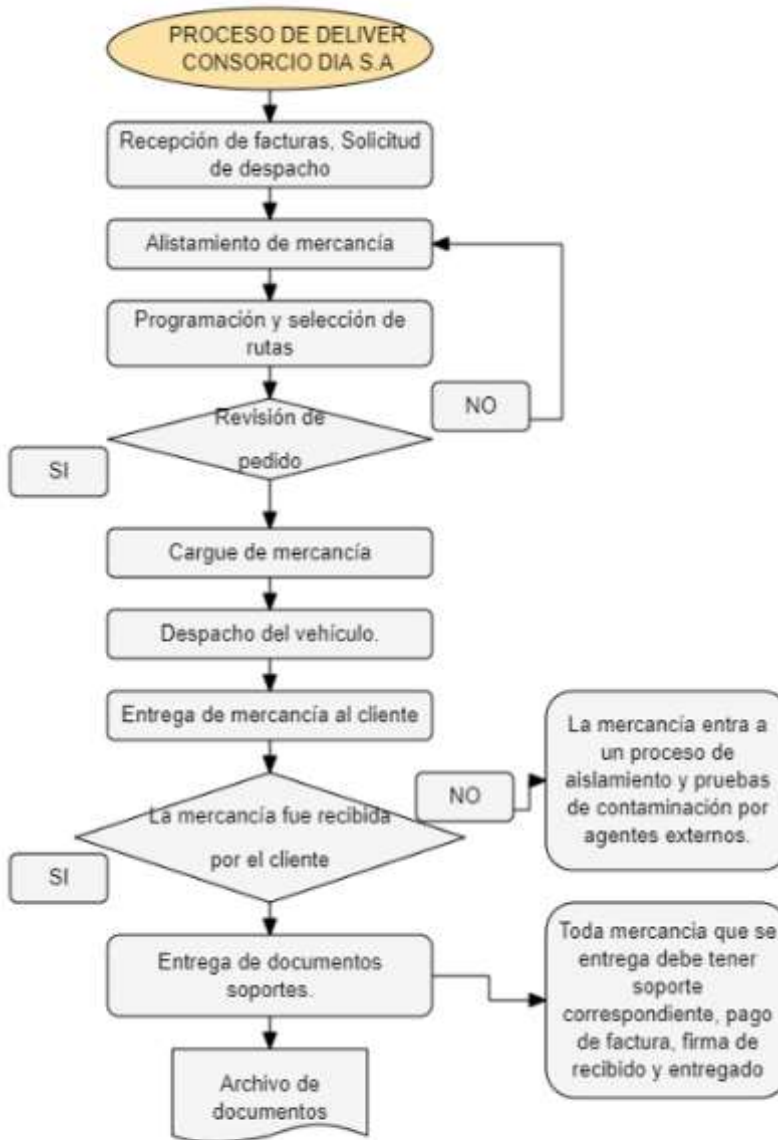 PROCESO DE DELIVER
CONSORCIO DIA S.A
Recepción de facturas, Solicitud
de despacho
Alistamiento de mercancía
Programación y selección de
rutas
NO
Revisión de
pedido
SI
Cargue de mercancía
Despacho del vehículo.
Entrega de mercancía al cliente
La mercancía entra a
un proceso de
aislamiento y pruebas
de contaminación por
agentes externos.
NO
La mercancía fue recibida
por el cliente
SI
Entrega de documentos
soportes.
Toda mercancia que se
entrega debe tener
soporte
correspondiente, pago
de factura, firma de
recibido y entregado
Archivo de
documentos